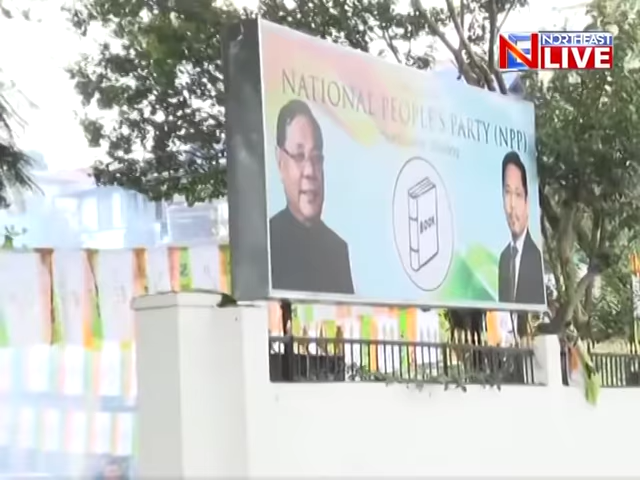 NORTHEAST
LIVE
NATIONAL PEOPLE'S PARTY (NPP)
BOOK